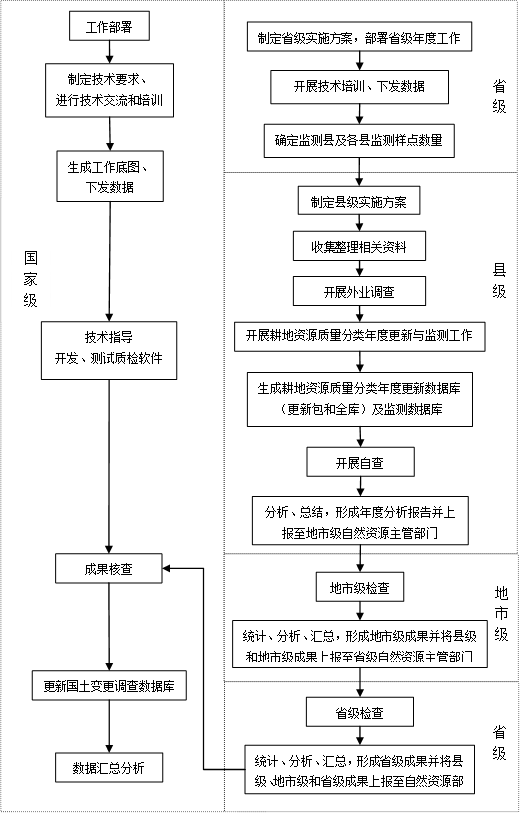 工作部署
制定技术要求、
进行技术交流和培训
生成工作底图、
下发数据
国家级
技术指导
开发、测试质检软件
成果核查
更新国土变更调查数据库
数据汇总分析
制定省级实施方案，部署省级年度工作
开展技术培训、下发数据
确定监测县及各县监测样点数量
省级
制定县级实施方案
收集整理相关资料
开展外业调查
开展耕地资源质量分类年度更新与监测工作
生成耕地资源质量分类年度更新数据库
（更新包和全库）及监测数据库
开展自查
分析、总结，形成年度分析报告并上
报至地市级自然资源主管部门
县级
地市级检查
统计、分析、汇总，形成地市级成果并将县级
和地市级成果上报至省级自然资源主管部门
地市级
省级检查
统计、分析、汇总，形成省级成果并将县
级、地市级和省级成果上报至自然资源部
省级